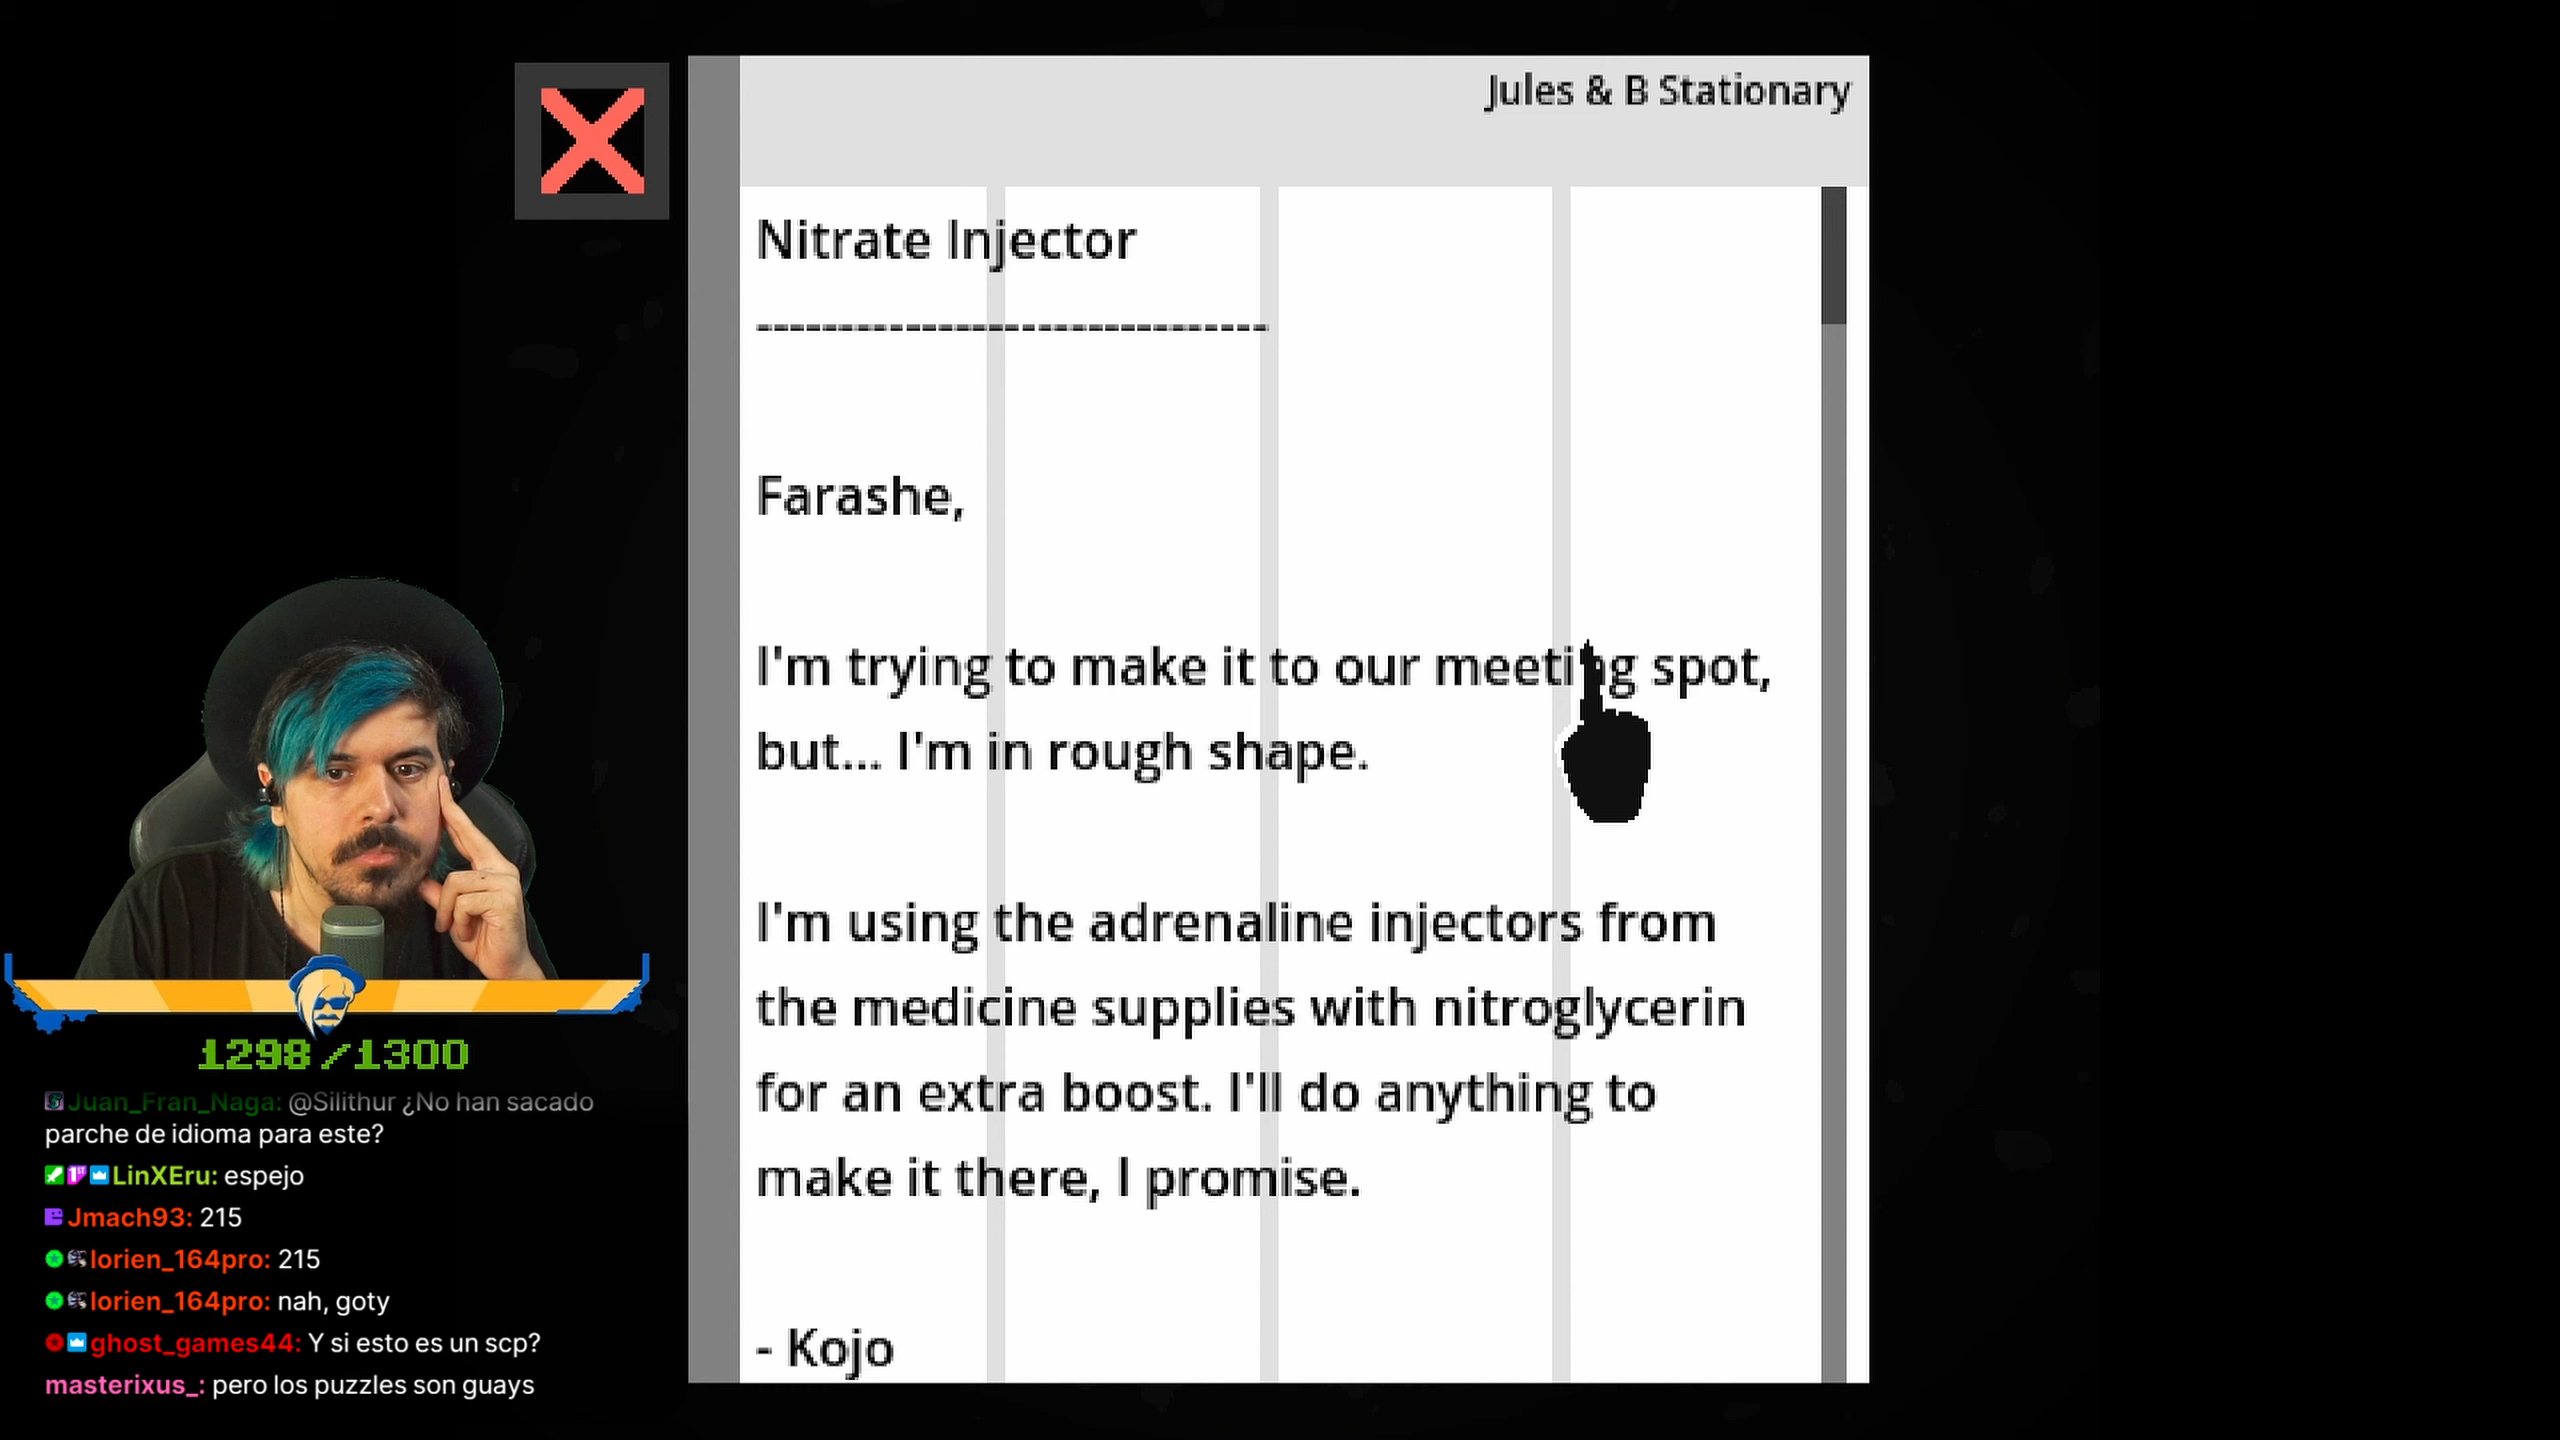 Jules & B Stationary
Nitrate Injector
-------------------------------
Farashe,
I'm trying to make it to our meeting spot,
but... I'm in rough shape.
I'm using the adrenaline injectors from
the medicine supplies with nitroglycerin
for an extra boost. I'll do anything to
make it there, I promise.
- Kojo
1298/1300
Juan_Fran_Naga: @Silithur ¿No han sacado
parche de idioma para este?
LinXEru: espejo
Jmach93: 215
lorien_164pro: 215
lorien_164pro: nah, goty
ghost_games44: Y si esto es un scp?
masterixus_: pero los puzzles son guays